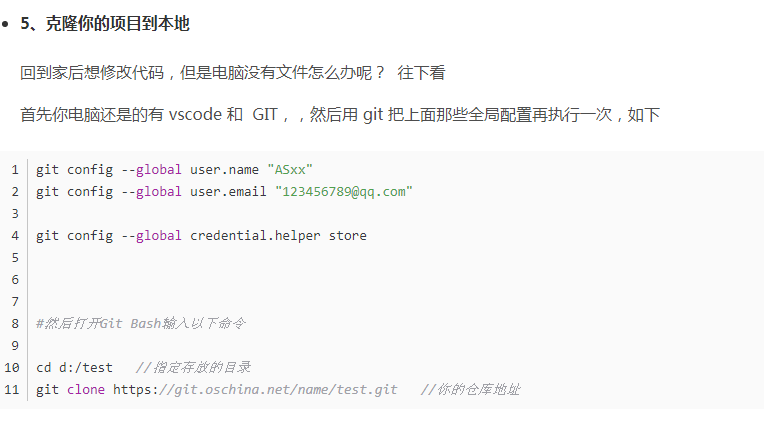 5、克隆你的项目到本地
回到家后想修改代码，但是电脑没有文件怎么办呢？ 往下看
首先你电脑还是的有 vscode 和 GIT，，然后用 git 把上面那些全局配置再执行一次，如下
1 git config --global user.name "ASxx"
2 git config --global user.email "123456789@qq.com"
3
4 git config --global credential.helper store
5
6
7
8 #然后打开Git Bash输入以下命令
9
10 cd d:/test //指定存放的目录
11 git clone https://git.oschina.net/name/test.git //你的仓库地址